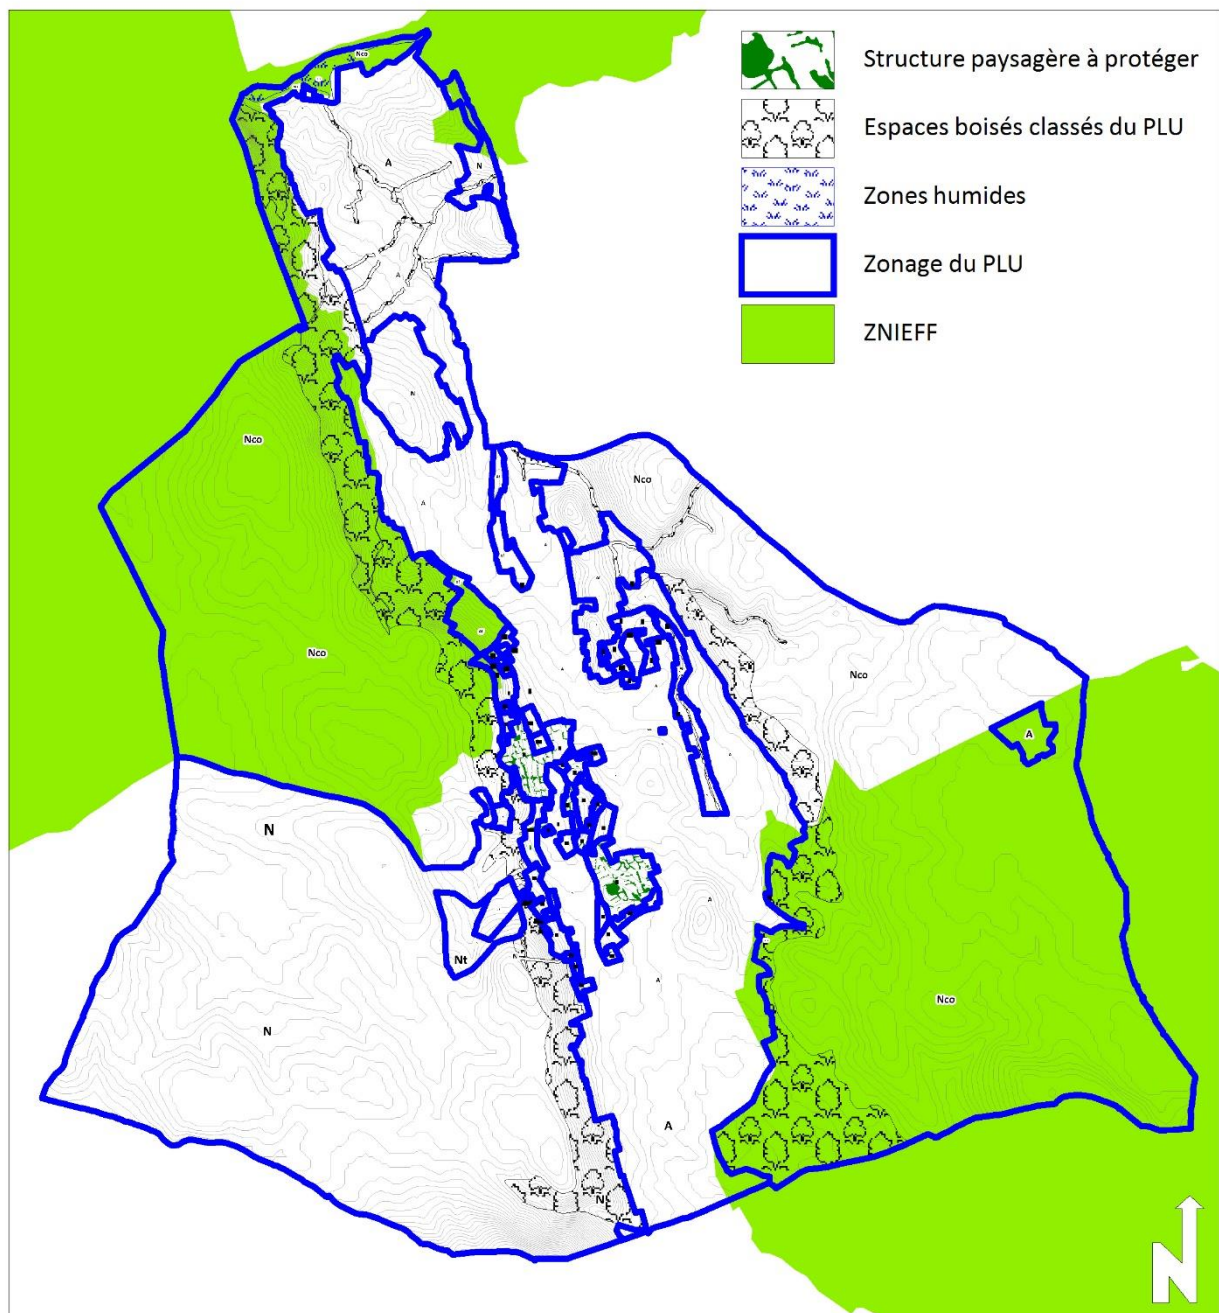 Structure paysagère à protéger
Espaces boisés classés du PLU
Zones humides
Zonage du PLU
ZNIEFF
Nco
A
N
A
N
Nco
A
Nco
Nco
Nco
A
N
A
Nt
N
A
Nco
N
A
N
N